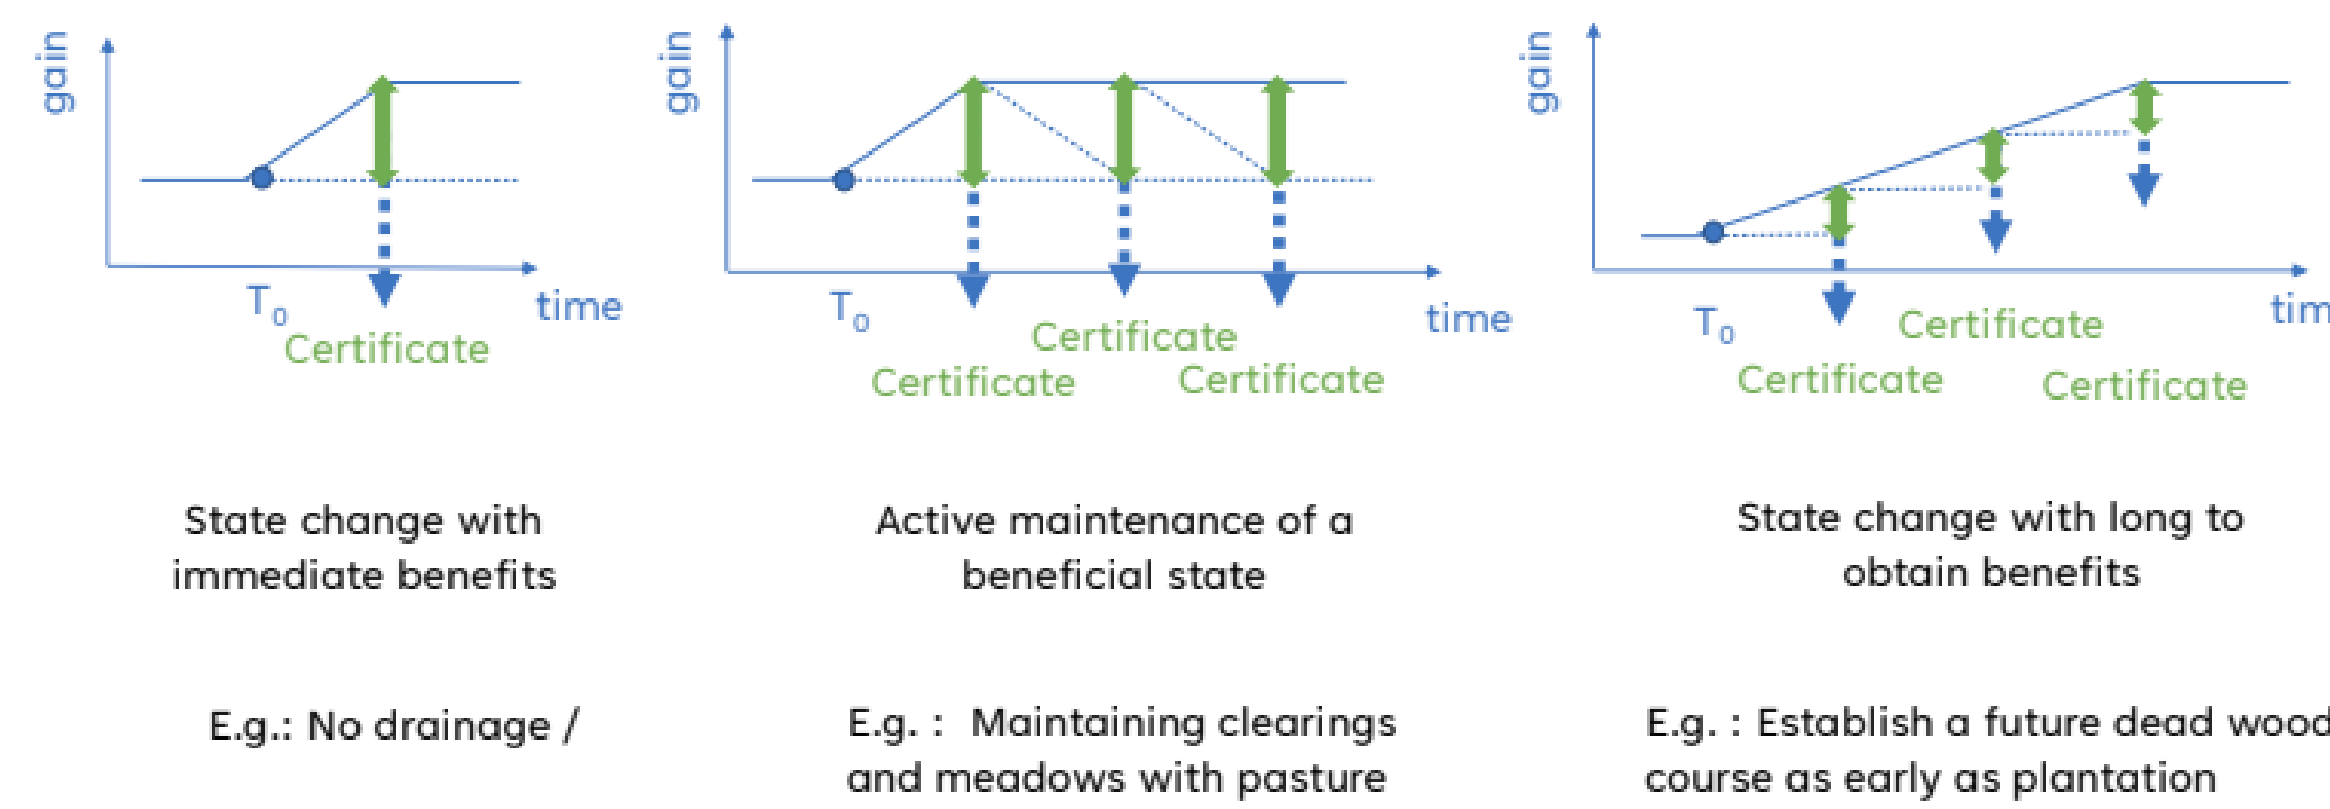 gain
T0
time
Certificate
State change with
immediate benefits
E.g.: No drainage /
gain
T0
time
Certificate
Certificate
Certificate
Active maintenance of a
beneficial state
E.g. : Maintaining clearings
and meadows with pasture
gain
T0
tim
Certificate
Certificate
Certificate
State change with long to
obtain benefits
E.g. : Establish a future dead wood
course as early as plantation